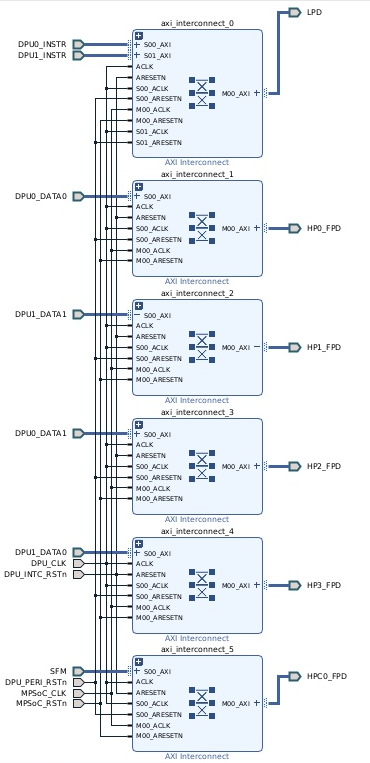 LPD
axi_interconnect_0
DPU0_INSTR
DPU1_INSTR
S00_AXI
S01_AXI
ACLK
ARESETN
S00_ACLK
S00_ARESETN
M00_ACLK
M00_ARESETN
S01_ACLK
S01_ARESETN
M00_AXI
AXI Interconnect
axi_interconnect_1
DPU0_DATA0
S00_AXI
ACLK
ARESETN
S00_ACLK
S00_ARESETN
M00_ACLK
M00_ARESETN
M00_AXI
HP0_FPD
AXI Interconnect
axi_interconnect_2
DPU1_DATA1
S00_AXI
ACLK
ARESETN
S00_ACLK
S00_ARESETN
M00_ACLK
M00_ARESETN
M00_AXI
HP1_FPD
AXI Interconnect
axi_interconnect_3
DPU0_DATA1
S00_AXI
ACLK
ARESETN
S00_ACLK
S00_ARESETN
M00_ACLK
M00_ARESETN
M00_AXI
HP2_FPD
AXI Interconnect
axi_interconnect_4
DPU1_DATA0
DPU_CLK
DPU_INTC_RSTn
S00_AXI
ACLK
ARESETN
S00_ACLK
S00_ARESETN
M00_ACLK
M00_ARESETN
M00_AXI
HP3_FPD
AXI Interconnect
axi_interconnect_5
SFM
DPU_PERI_RSTn
MPSoC_CLK
MPSoC_RSTn
S00_AXI
ACLK
ARESETN
S00_ACLK
S00_ARESETN
M00_ACLK
M00_ARESETN
M00_AXI
HPC0_FPD
AXI Interconnect